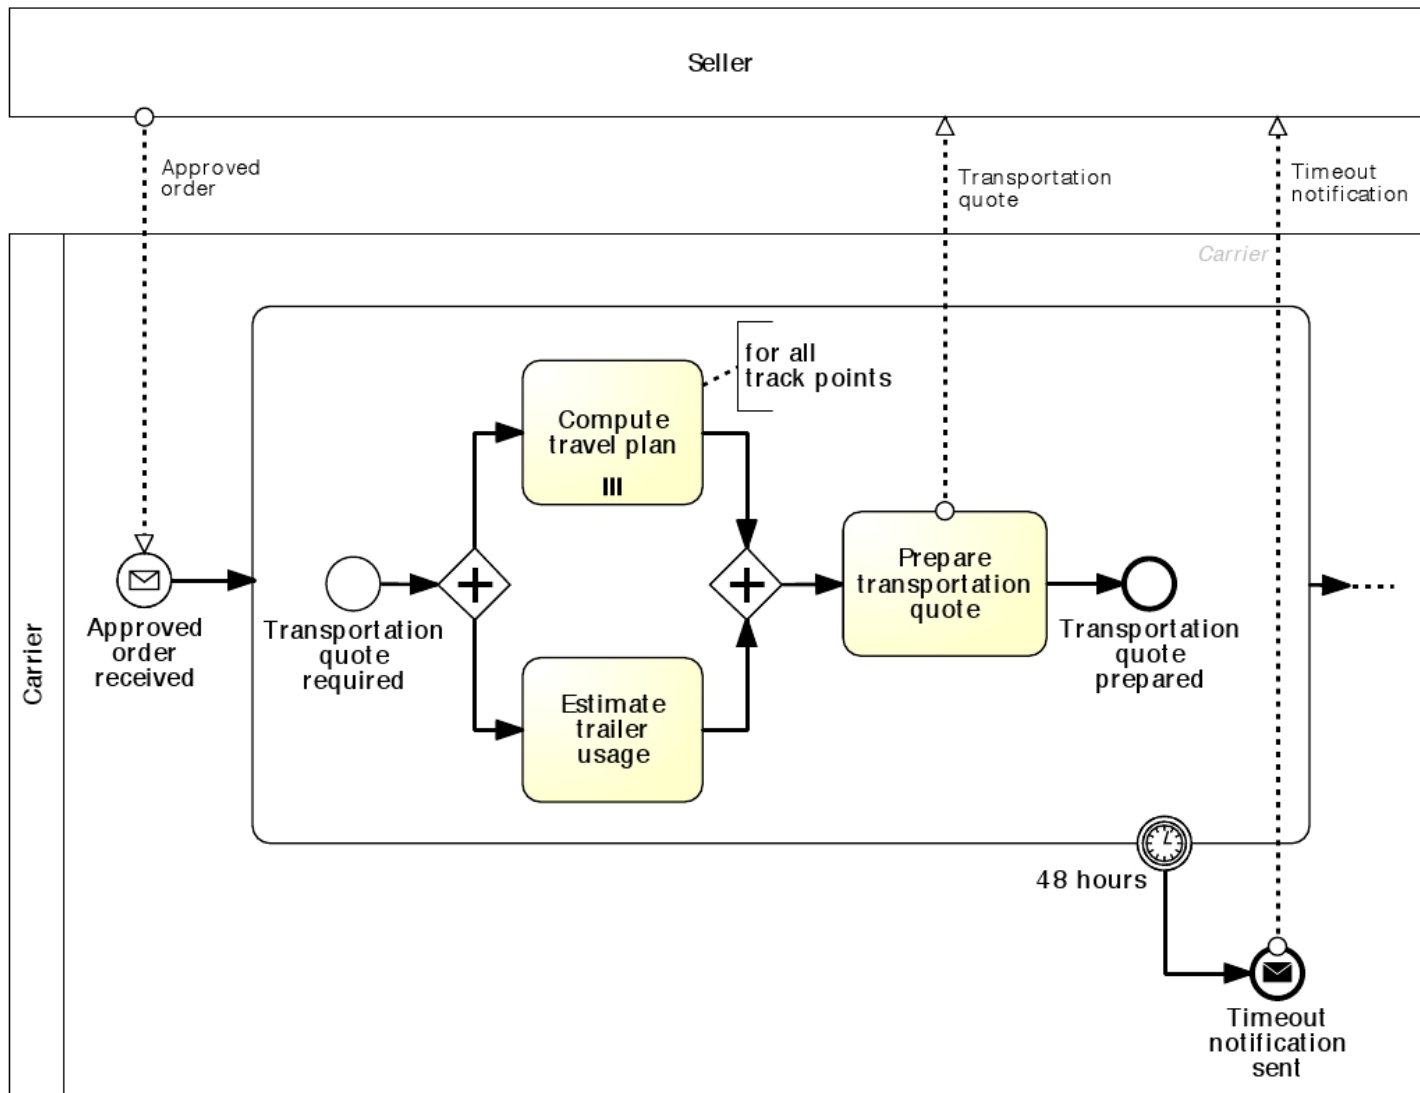 Seller
Approved
order
Transportation
quote
Timeout
notification
Carrier
Carrier
for all
track points
Compute
travel plan
Approved
order
received
Transportation
quote
required
Prepare
transportation
quote
Transportation
quote
prepared
Estimate
trailer
usage
48 hours
Timeout
notification
sent